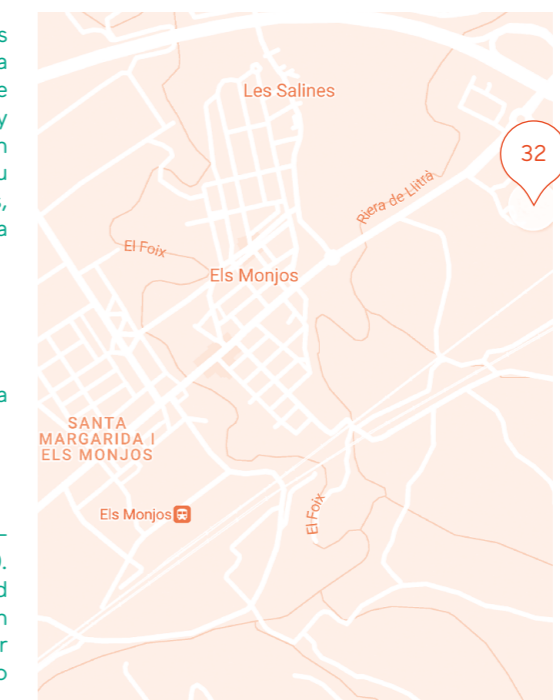 s
a
e
y
n
u
s,
a
a
–
).
d
n
r
o
Les Salines
32
Riera de Llitrà
El Foix
Els Monjos
SANTA
MARGARIDA I
ELS MONJOS
Els Monjos
El Foix